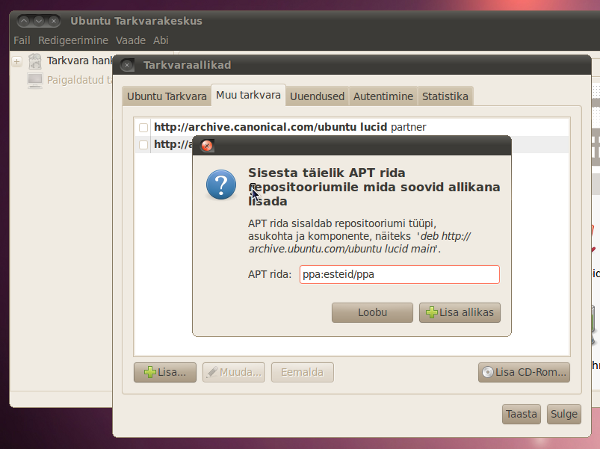 Ubuntu Tarkvarakeskus
Fail Redigeerimine Vaade Abi
Tarkvara
Paigaldatud
Tarkvaraallikad
Ubuntu Tarkvara Muu tarkvara Uuendused Autentimine Statistika
http://archive.canonical.com/ubuntu lucid partner
Sisesta täielik APT rida
repositooriumile mida soovid allikana
lisada
APT rida sisaldab repositooriumi tüüpi,
asukohta ja komponente, näiteks 'deb http://
archive.ubuntu.com/ubuntu lucid main'.
APT rida: ppa:esteid/ppa
Loobu Lisa allikas
Lisa... Muuda... Eemalda Lisa CD-Rom...
Taasta Sulge